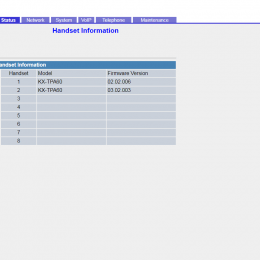 Status Network System VoIP Telephone Maintenance
Handset Information
andset Information
Handset Model Firmware Version
1 KX-TPA60 02.02.006
2 KX-TPA60 03.02.003
3
4
5
6
7
8